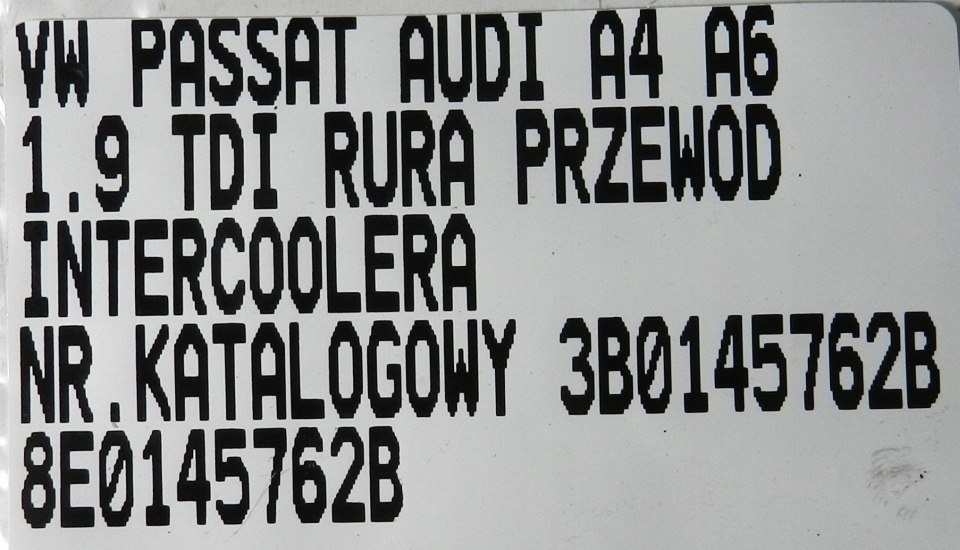 VW PASSAT AUDI A4 A6
1.9 TDI RURA PRZEWOD
INTERCOOLERA
NR.KATALOGOWY 3B0145762B
8E0145762B